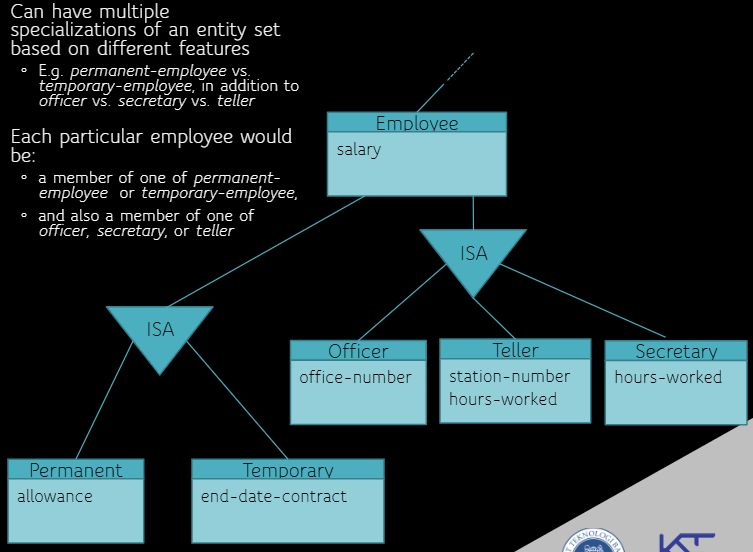 Can have multiple
specializations of an entity set
based on different features
E.g. permanent-employee vs.
temporary-employee, in addition to
officer vs. secretary vs. teller
Each particular employee would
be:
a member of one of permanent-
employee or temporary-employee,
and also a member of one of
officer, secretary, or teller
Employee
salary
ISA
ISA
Officer
office-number
Teller
station-number
hours-worked
Secretary
hours-worked
Permanent
allowance
Temporary
end-date-contract